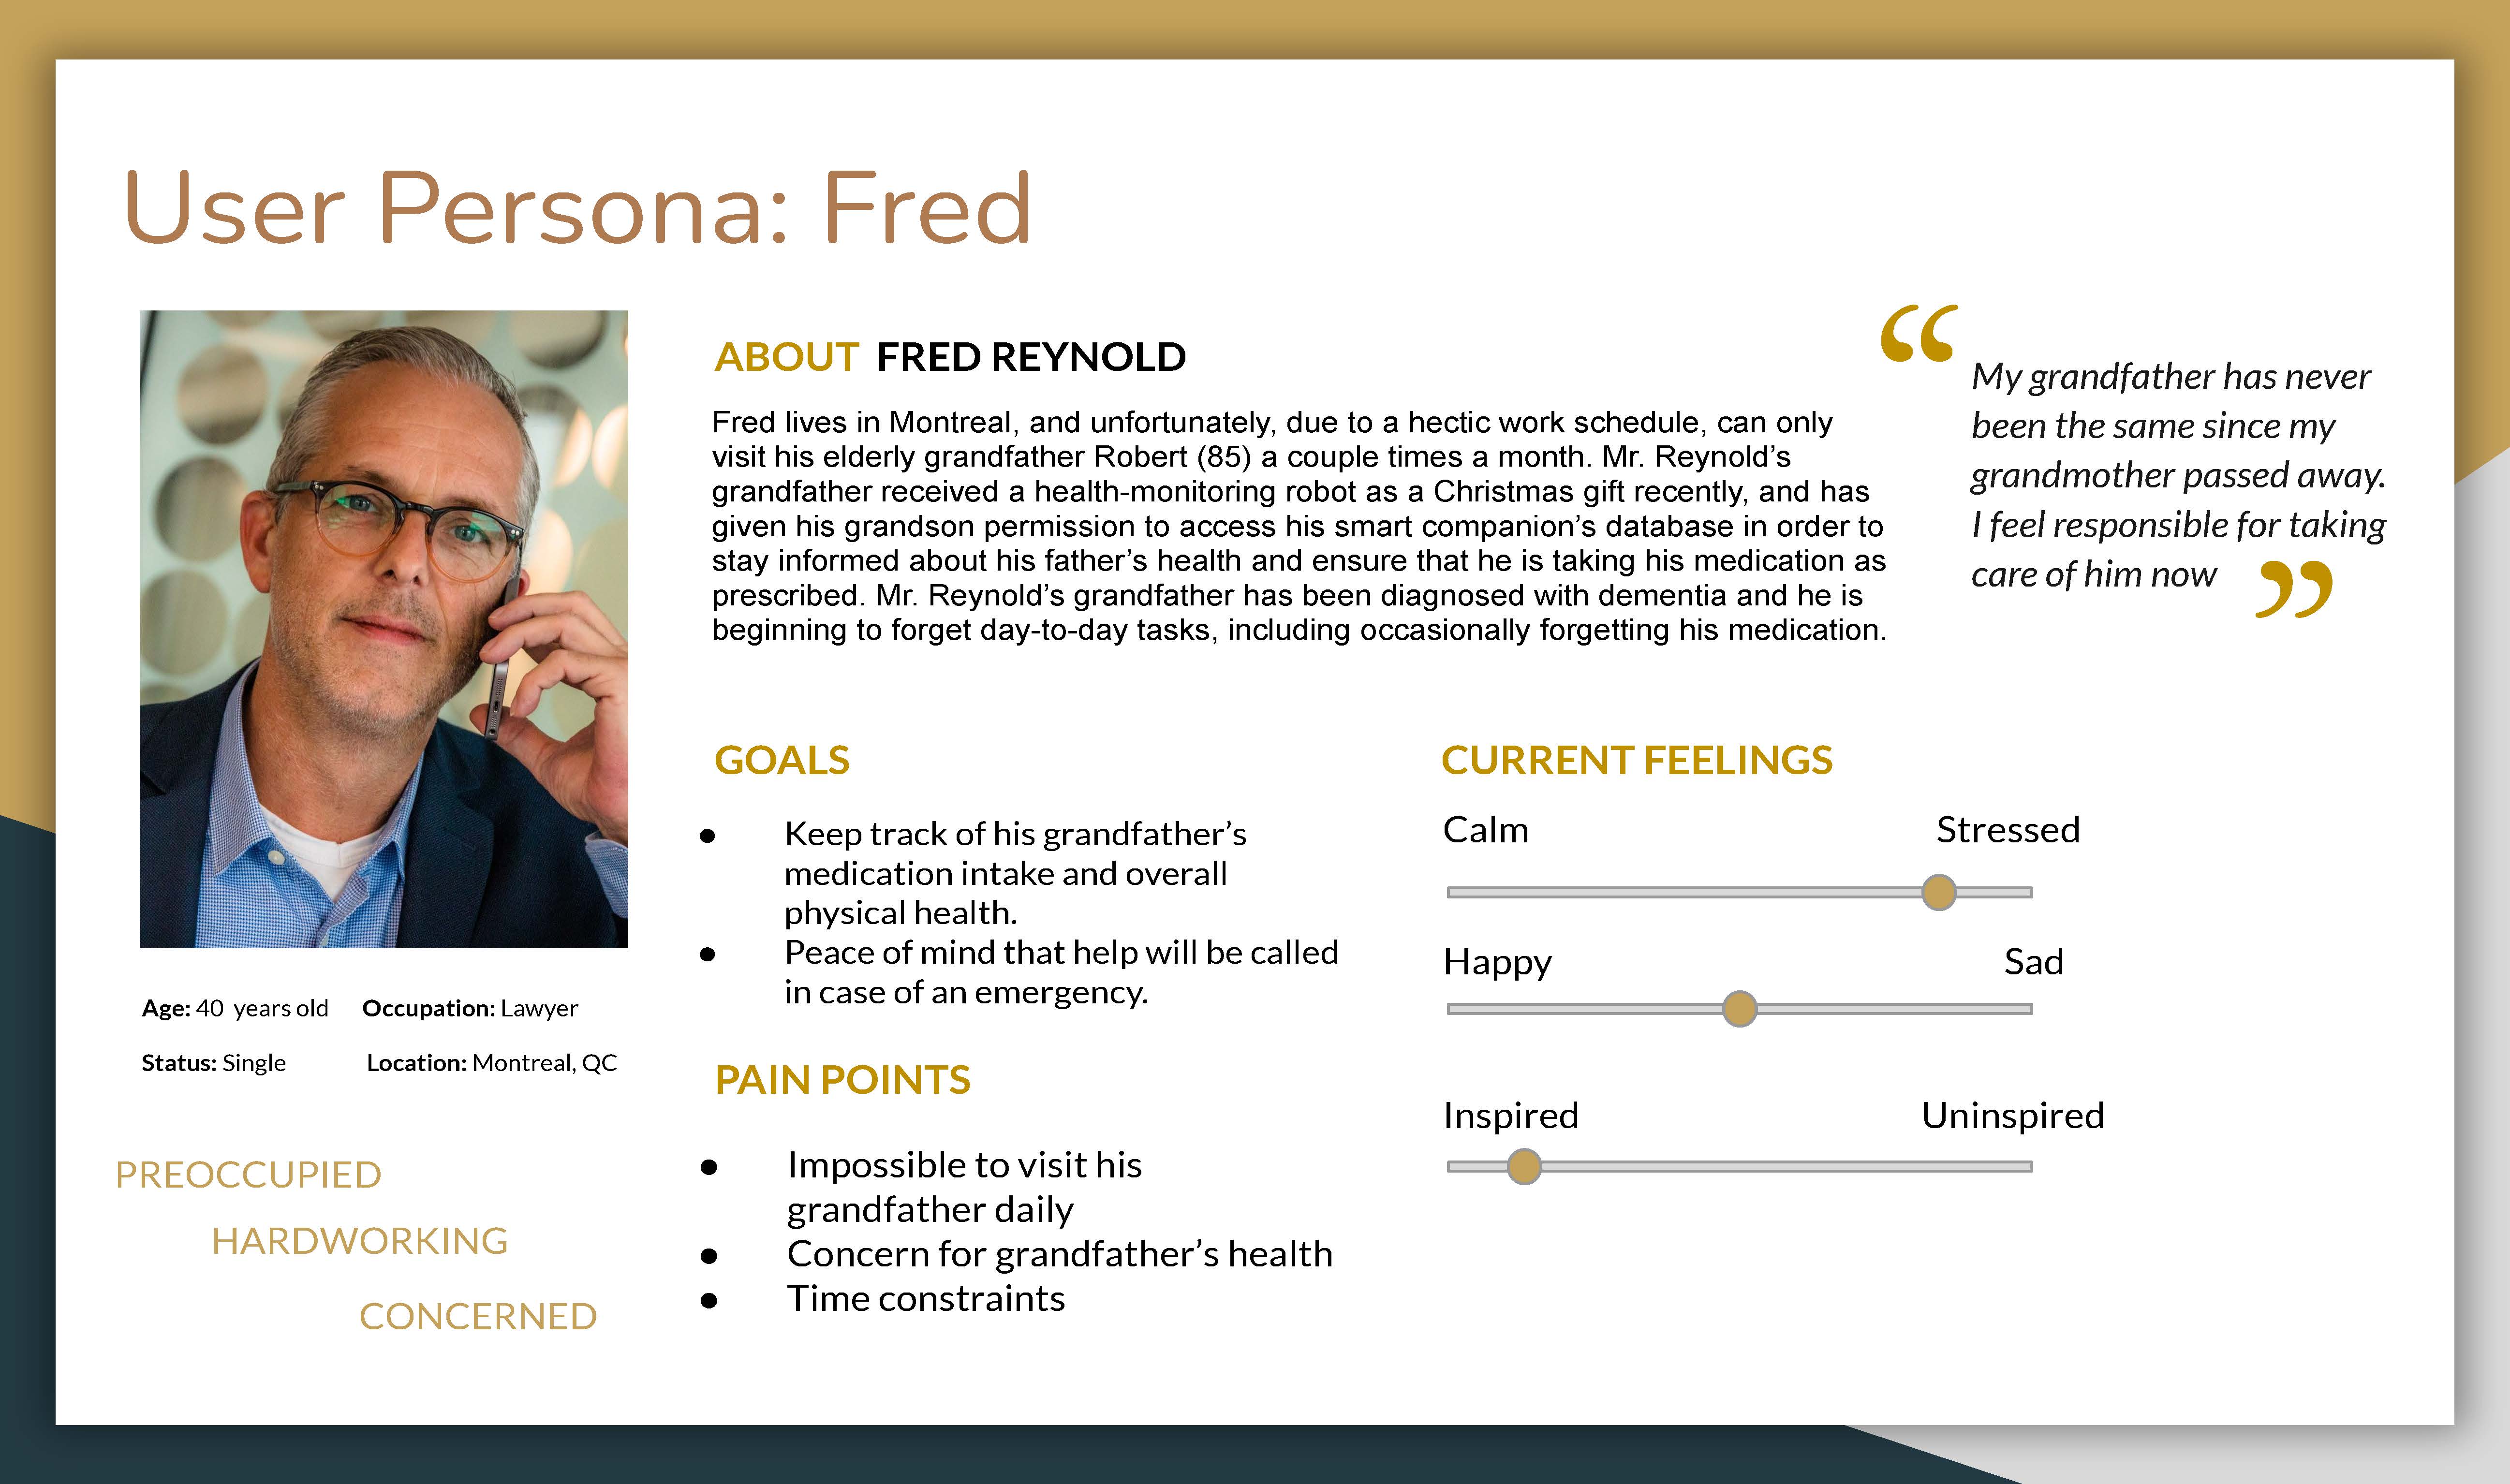 User Persona: Fred
ABOUT FRED REYNOLD
Fred lives in Montreal, and unfortunately, due to a hectic work schedule, can only
visit his elderly grandfather Robert (85) a couple times a month. Mr. Reynold’s
grandfather received a health-monitoring robot as a Christmas gift recently, and has
given his grandson permission to access his smart companion’s database in order to
stay informed about his father’s health and ensure that he is taking his medication as
prescribed. Mr. Reynold’s grandfather has been diagnosed with dementia and he is
beginning to forget day-to-day tasks, including occasionally forgetting his medication.
“
My grandfather has never
been the same since my
grandmother passed away.
I feel responsible for taking
care of him now ”
Age: 40 years old Occupation: Lawyer
Status: Single Location: Montreal, QC
PREOCCUPIED
HARDWORKING
CONCERNED
GOALS
● Keep track of his grandfather’s
medication intake and overall
physical health.
● Peace of mind that help will be called
in case of an emergency.
PAIN POINTS
● Impossible to visit his
grandfather daily
● Concern for grandfather’s health
● Time constraints
CURRENT FEELINGS
Calm Stressed
Happy Sad
Inspired Uninspired